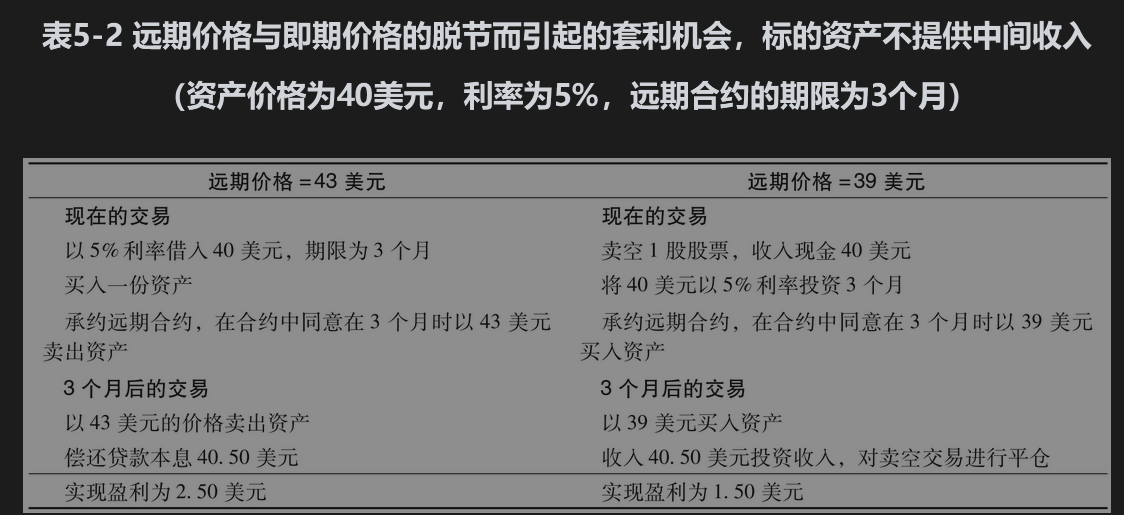 表5-2 远期价格与即期价格的脱节而引起的套利机会，标的资产不提供中间收入
(资产价格为40美元，利率为5%，远期合约的期限为3个月)
远期价格=43 美元
现在的交易
以 5% 利率借入 40 美元，期限为 3 个月
买入一份资产
承约远期合约，在合约中同意在 3 个月时以 43 美元
卖出资产
3 个月后的交易
以 43 美元的价格卖出资产
偿还贷款本息 40. 50 美元
实现盈利为 2. 50 美元
远期价格=39 美元
现在的交易
卖空 1 股股票，收入现金 40 美元
将 40 美元以 5% 利率投资 3 个月
承约远期合约，在合约中同意在 3 个月时以 39 美元
买入资产
3 个月后的交易
以 39 美元买入资产
收入 40. 50 美元投资收入，对卖空交易进行平仓
实现盈利为 1. 50 美元